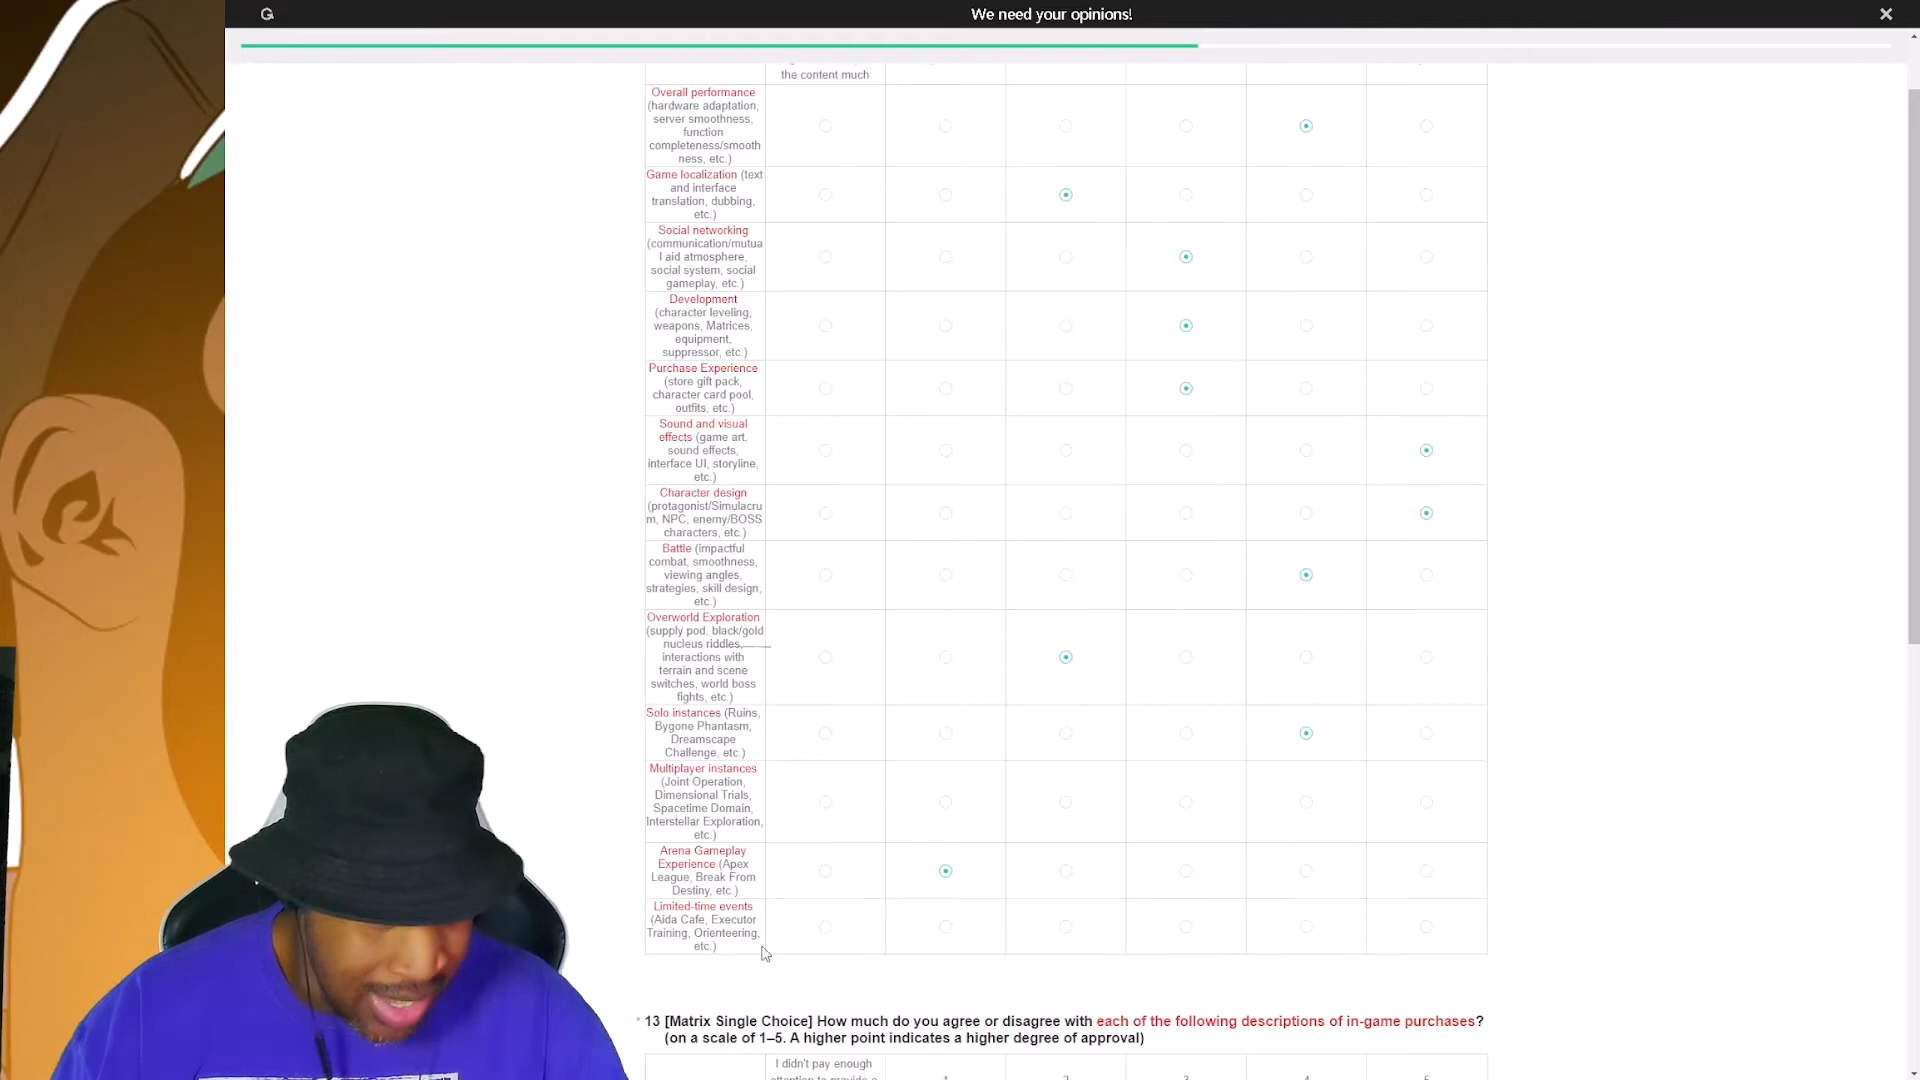 We need your opinions!
the content much
Overall performance
(hardware adaptation,
server smoothness,
function
completeness/smooth
ness, etc.)
Game localization (text
and interface
translation, dubbing,
etc.)
Social networking
(communication/mutua
l aid atmosphere,
social system, social
gameplay, etc.)
Development
(character leveling,
weapons, Matrices,
equipment,
suppressor, etc.)
Purchase Experience
(store gift pack,
character card pool,
outfits, etc.)
Sound and visual
effects (game art,
sound effects,
interface UI, storyline,
etc.)
Character design
(protagonist/Simulacru
m, NPC, enemy/BOSS
characters, etc.)
Battle (impactful
combat, smoothness,
viewing angles,
strategies, skill design,
etc.)
Overworld Exploration
(supply pod, black/gold
nucleus riddles,
interactions with
terrain and scene
switches, world boss
fights, etc.)
Solo instances (Ruins,
Bygone Phantasm,
Dreamscape
Challenge, etc.)
Multiplayer instances
(Joint Operation,
Dimensional Trials,
Spacetime Domain,
Interstellar Exploration,
etc.)
Arena Gameplay
Experience (Apex
League, Break From
Destiny, etc.)
Limited-time events
(Aida Cafe, Executor
Training, Orienteering,
etc.)
* 13 [Matrix Single Choice] How much do you agree or disagree with each of the following descriptions of in-game purchases?
(on a scale of 1–5. A higher point indicates a higher degree of approval)
I didn't pay enough
attention to provide a 1 2 3 4 5